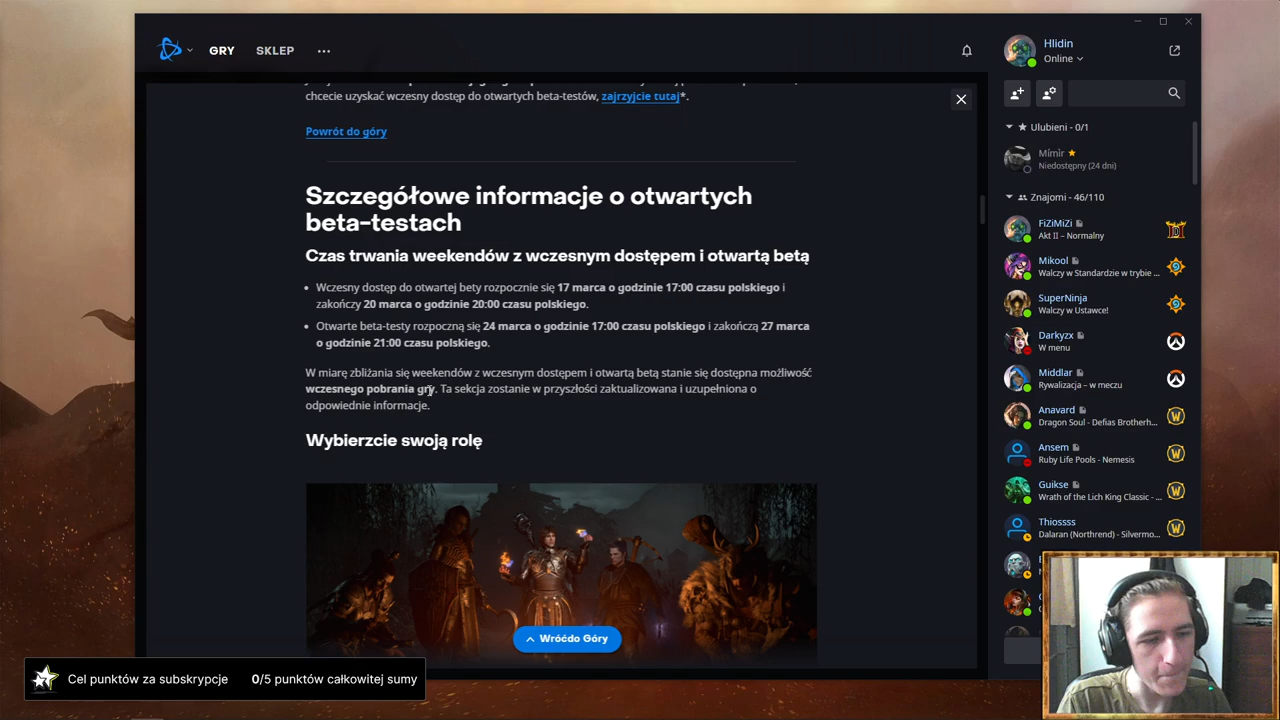 GRY SKLEP ...
Hlidin
Online
chcecie uzyskać wczesny dostęp do otwartych beta-testów, zajrzyjcie tutaj*.
Powrót do góry
Szczegółowe informacje o otwartych
beta-testach
Czas trwania weekendów z wczesnym dostępem i otwartą betą
• Wczesny dostęp do otwartej bety rozpocznie się 17 marca o godzinie 17:00 czasu polskiego i
zakończy 20 marca o godzinie 20:00 czasu polskiego.
• Otwarte beta-testy rozpoczną się 24 marca o godzinie 17:00 czasu polskiego i zakończą 27 marca
o godzinie 21:00 czasu polskiego.
W miarę zbliżania się weekendów z wczesnym dostępem i otwartą betą stanie się dostępna możliwość
wczesnego pobrania gry. Ta sekcja zostanie w przyszłości zaktualizowana i uzupełniona o
odpowiednie informacje.
Wybierzcie swoją rolę
Wróćdo Góry
Ulubieni - 0/1
Mímìr
Niedostępny (24 dni)
Znajomi - 46/110
FiZiMiZi
Akt II – Normalny
Mikool
Walczy w Standardzie w trybie ...
SuperNinja
Walczy w Ustawce!
Darkyzx
W menu
Middlar
Rywalizacja – w meczu
Anavard
Dragon Soul - Defias Brotherh...
Ansem
Ruby Life Pools - Nemesis
Guikse
Wrath of the Lich King Classic - ...
Thiossss
Dalaran (Northrend) - Silvermo...
Cel punktów za subskrypcje 0/5 punktów całkowitej sumy